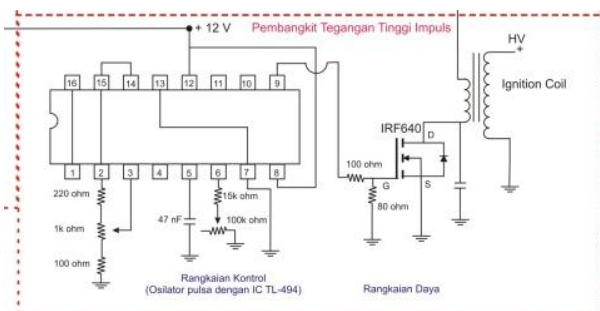 + 12 V
Pembangkit Tegangan Tinggi Impuls
HV
+
Ignition Coil
16
15
14
13
12
11
10
9
IRF640
D
G
S
100 ohm
80 ohm
1
2
3
4
5
6
7
8
220 ohm
1k ohm
100 ohm
47 nF
15k ohm
100k ohm
Rangkaian Kontrol
(Osilator pulsa dengan IC TL-494)
Rangkaian Daya